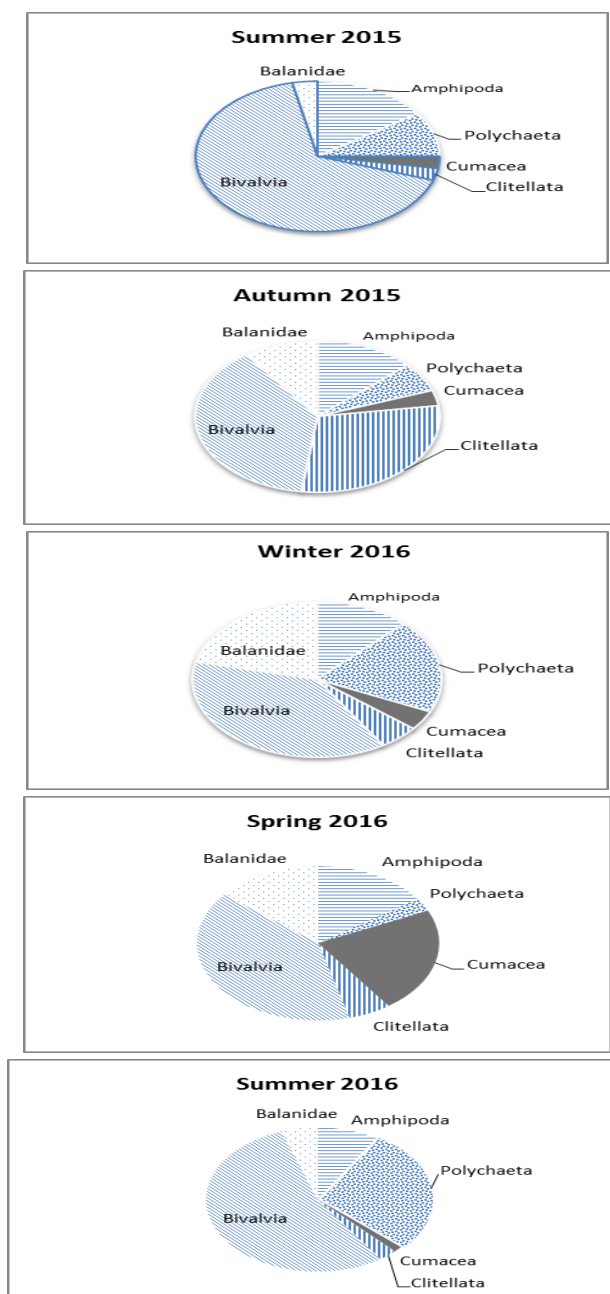 Summer 2015
Balanidae
Amphipoda
Polychaeta
Cumacea
Bivalvia
Clitellata
Autumn 2015
Balanidae
Amphipoda
Polychaeta
Cumacea
Bivalvia
Clitellata
Winter 2016
Amphipoda
Balanidae
Polychaeta
Bivalvia
Cumacea
Clitellata
Spring 2016
Balanidae
Amphipoda
Polychaeta
Bivalvia
Cumacea
Clitellata
Summer 2016
Balanidae
Amphipoda
Polychaeta
Bivalvia
Cumacea
Clitellata